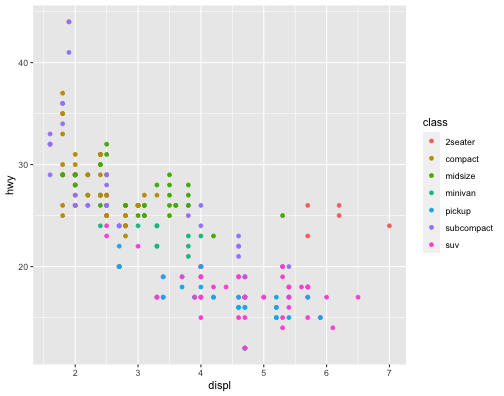 hwy
40
30
20
2
3
4
5
6
7
displ
class
2seater
compact
midsize
minivan
pickup
subcompact
suv